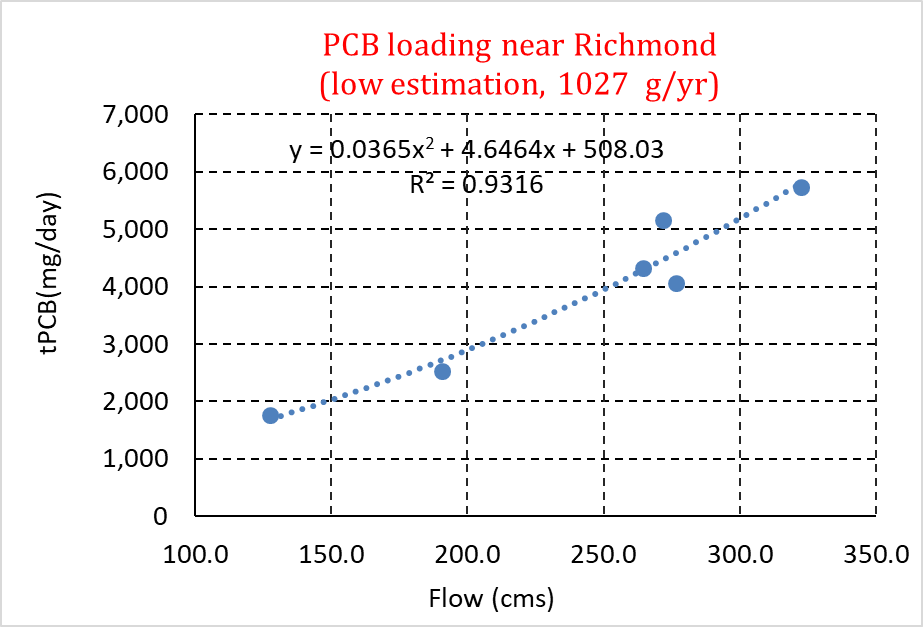 PCB loading near Richmond
(low estimation, 1027 g/yr)
7,000
y = 0.0365x² + 4.6464x + 508.03
6,000
R² = 0.9316
5,000
4,000
3,000
2,000
1,000
0
tPCB(mg/day)
100.0 150.0 200.0 250.0 300.0 350.0
Flow (cms)